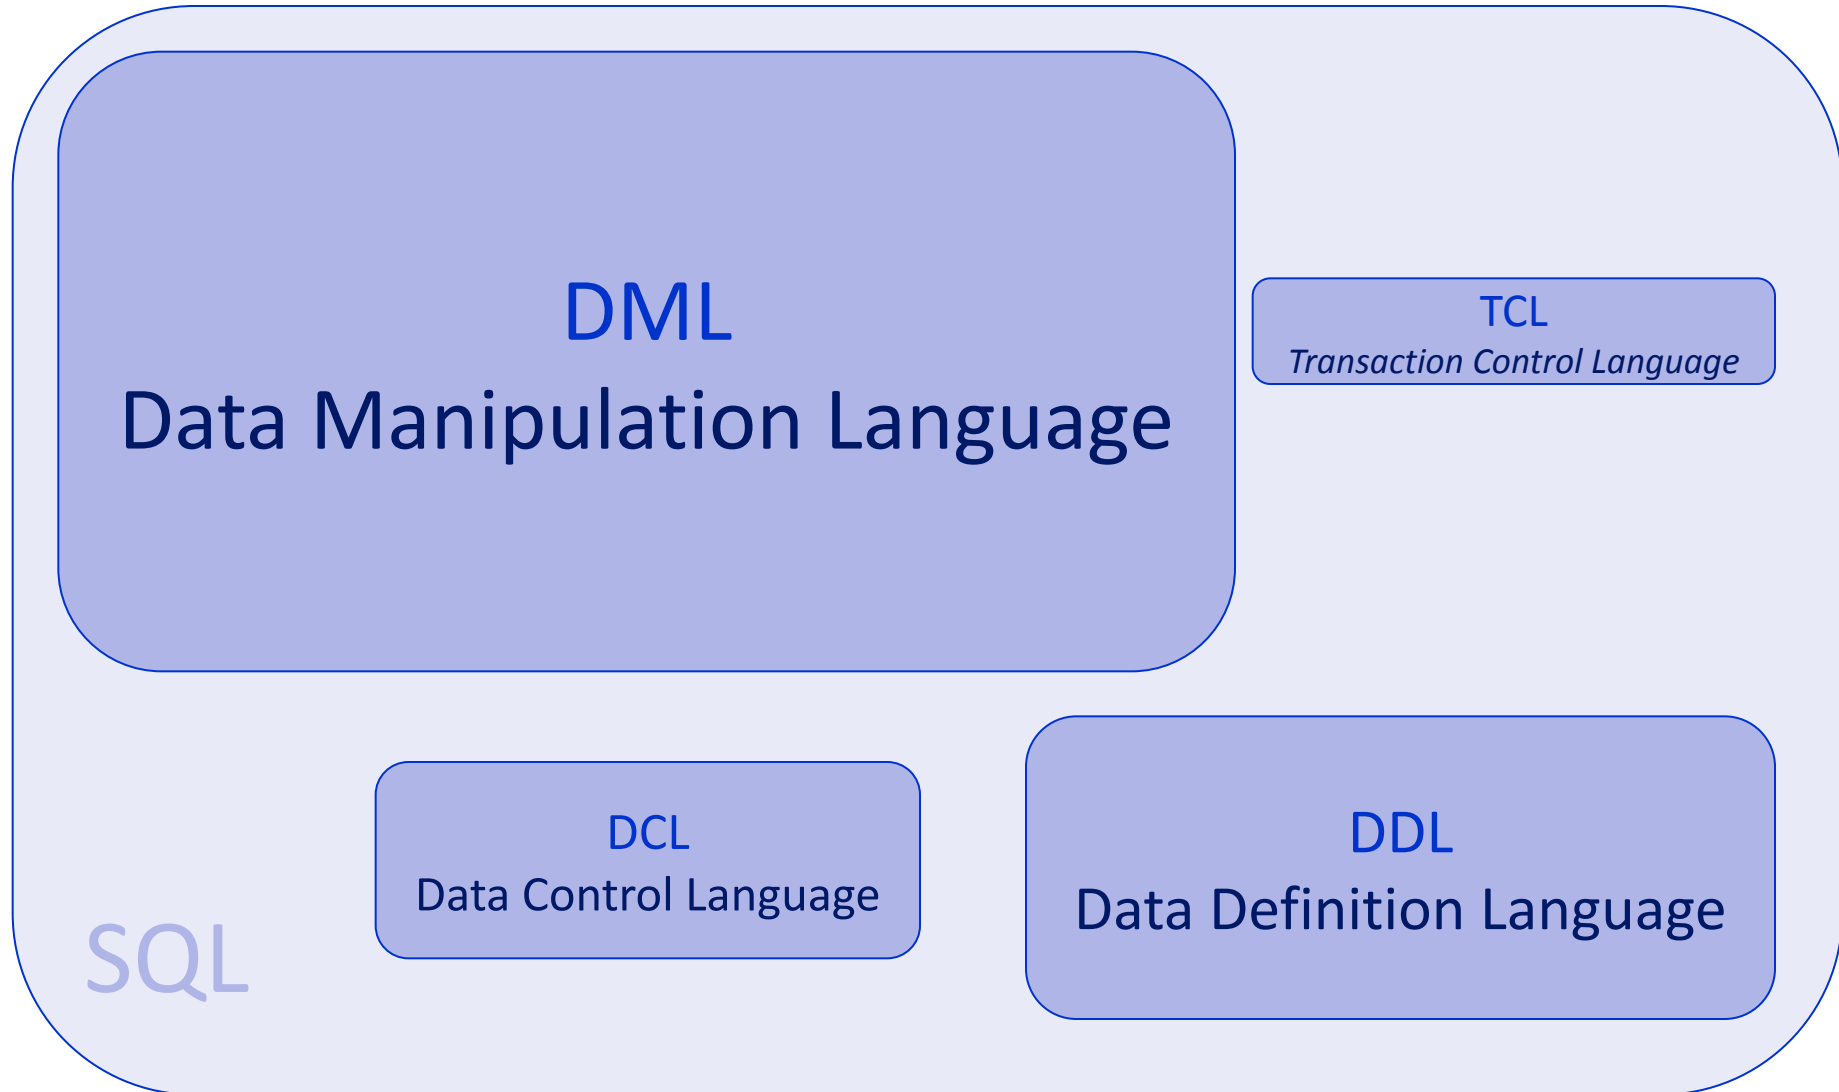 DML
Data Manipulation Language
TCL
Transaction Control Language
DCL
Data Control Language
DDL
Data Definition Language
SQL